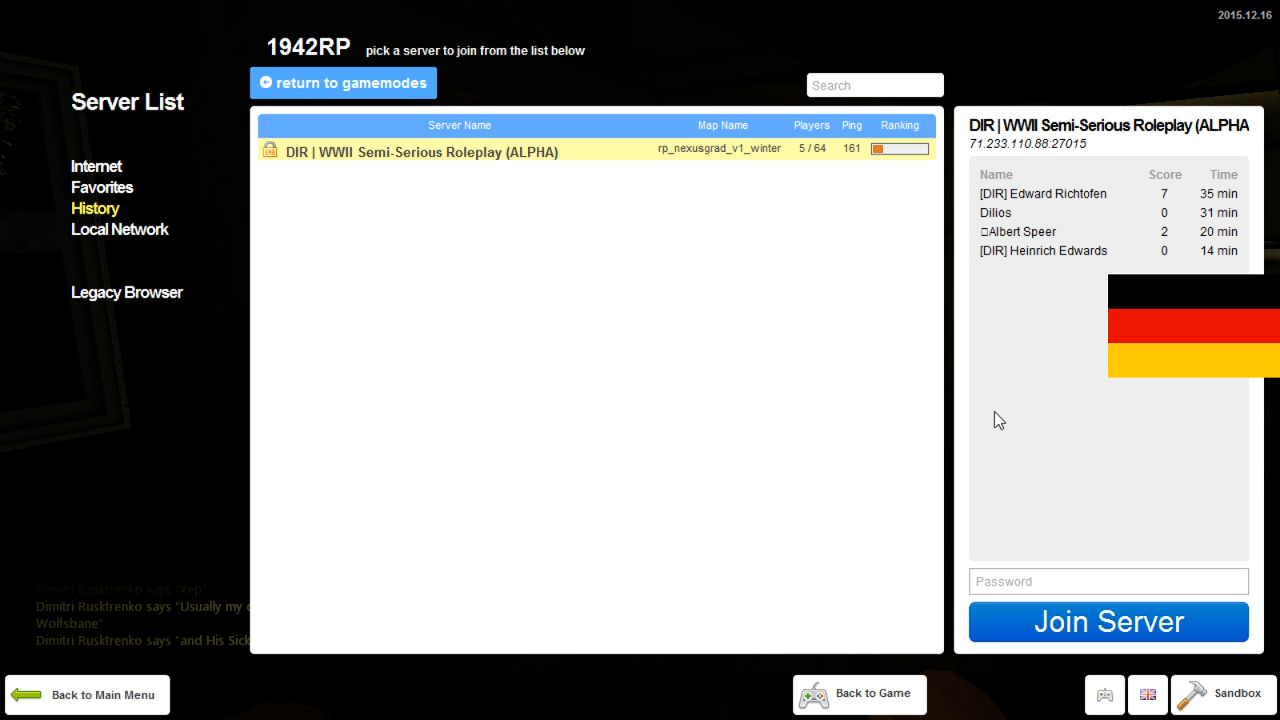 2015.12.16
1942RP pick a server to join from the list below
return to gamemodes
Search
Server List
Internet
Favorites
History
Local Network
Legacy Browser
Server Name Map Name Players Ping Ranking
DIR | WWII Semi-Serious Roleplay (ALPHA) rp_nexusgrad_v1_winter 5 / 64 161
DIR | WWII Semi-Serious Roleplay (ALPHA
71.233.110.88:27015
Name Score Time
[DIR] Edward Richtofen 7 35 min
Dilios 0 31 min
Albert Speer 2 20 min
[DIR] Heinrich Edwards 0 14 min
Password
Join Server
Dimitri Rusktrenko says "Yep"
Dimitri Rusktrenko says "Usually my
Wolfsbane"
Dimitri Rusktrenko says "and His Sick
Back to Main Menu
Back to Game
Sandbox